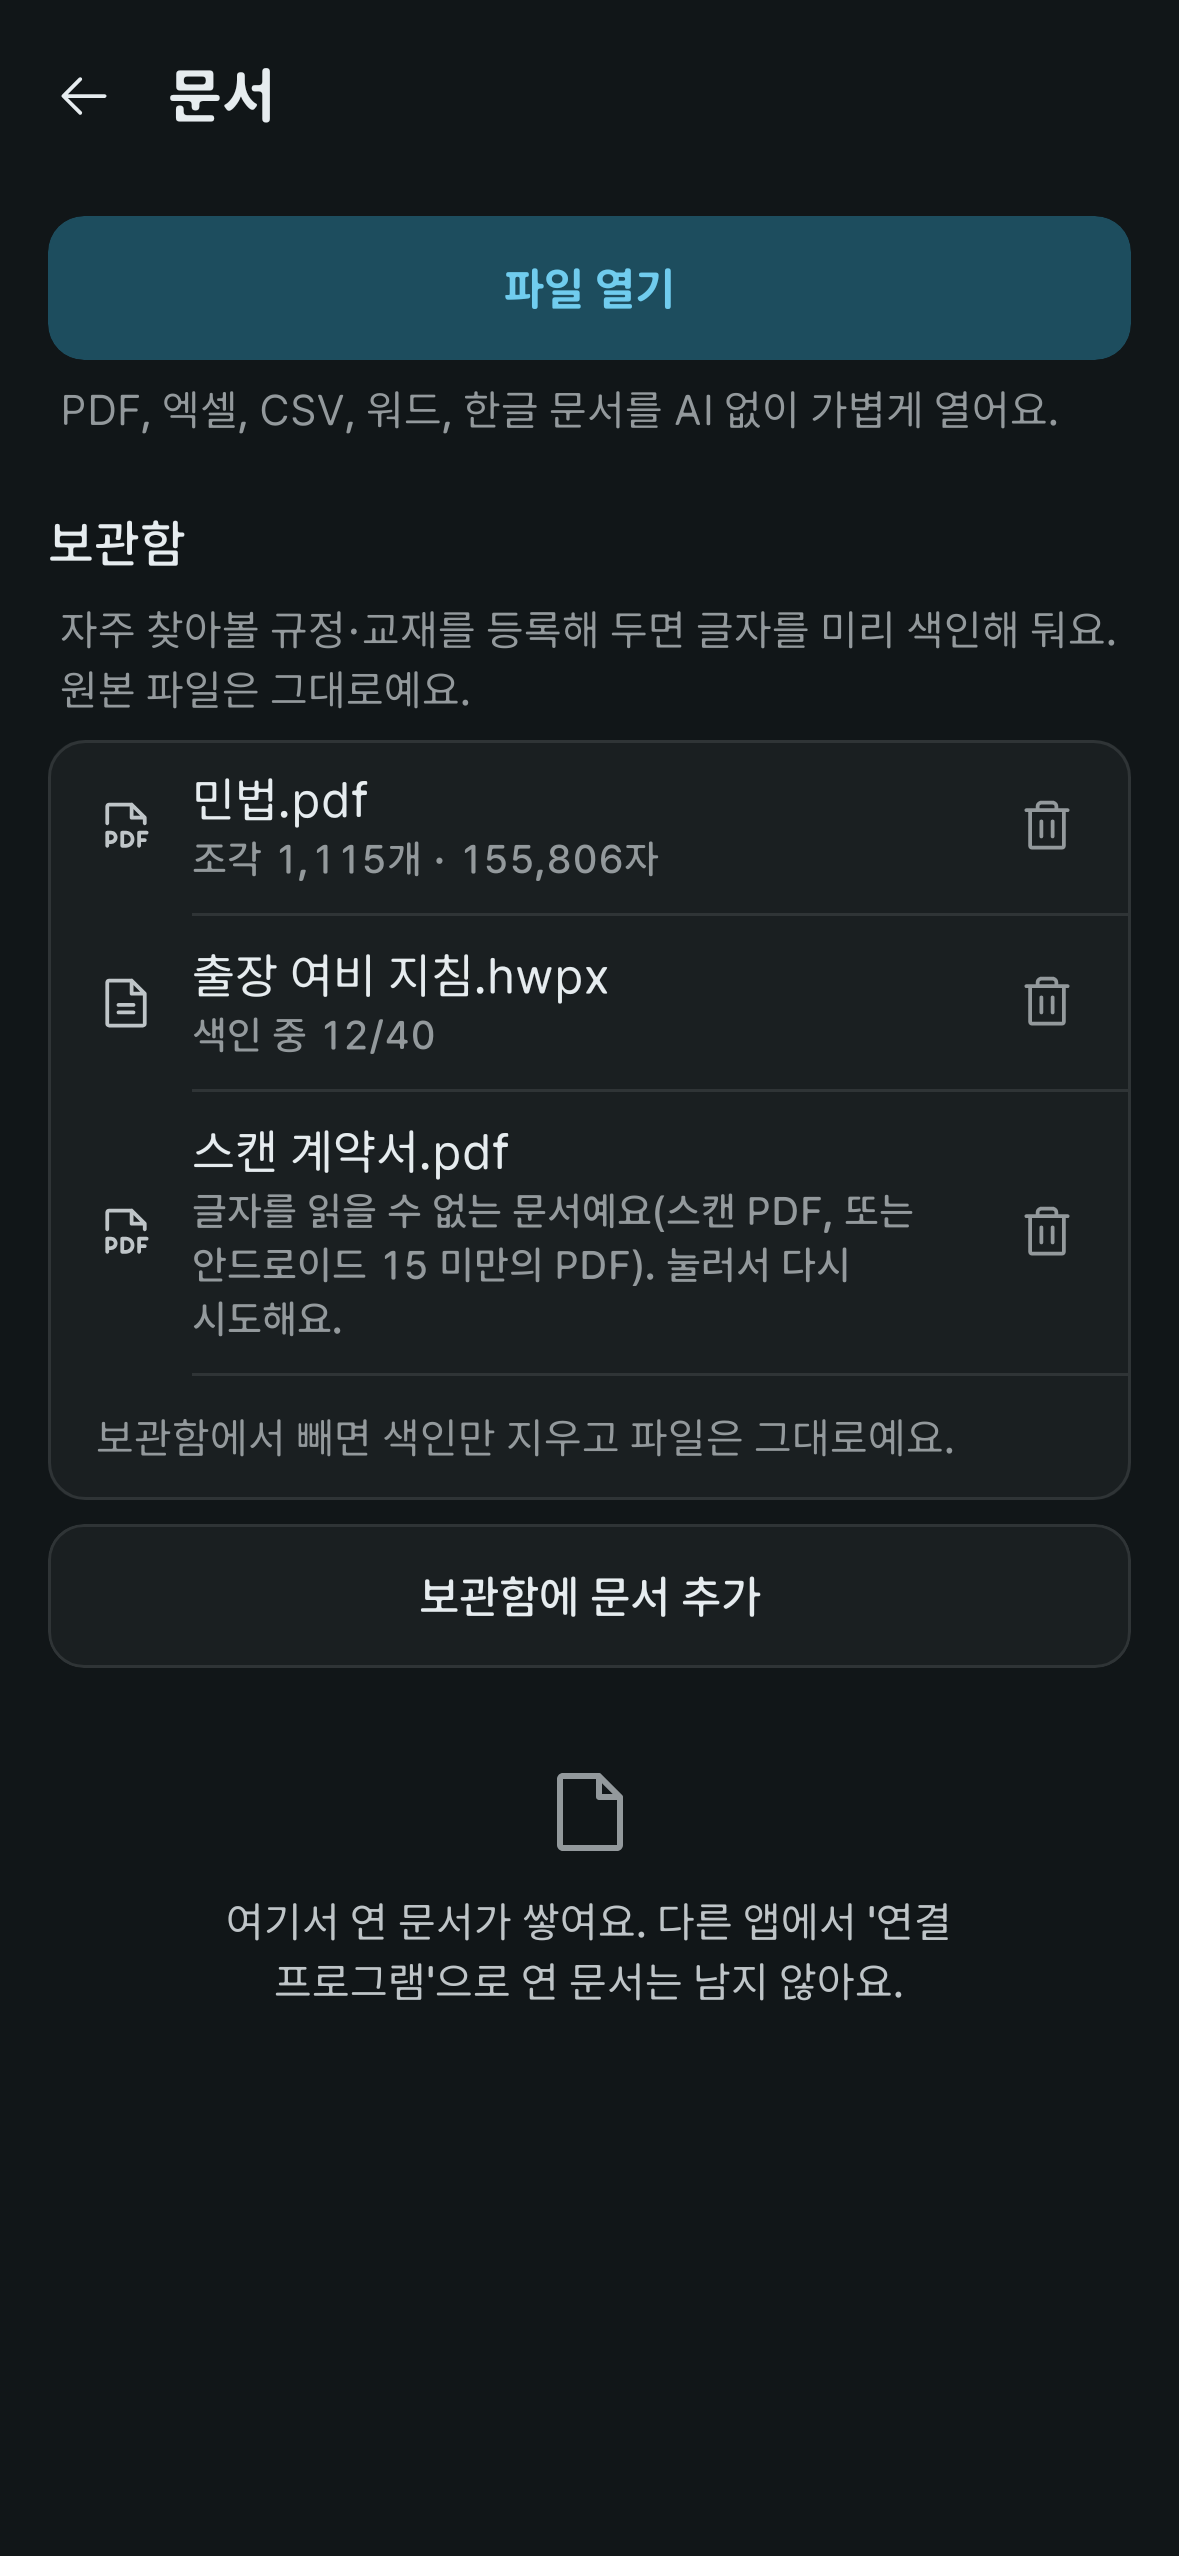 문서
파일 열기
PDF, 엑셀, CSV, 워드, 한글 문서를 AI 없이 가볍게 열어요.
보관함
자주 찾아볼 규정·교재를 등록해 두면 글자를 미리 색인해 둬요.
원본 파일은 그대로예요.
PDF
민법.pdf
조각 1,115개 · 155,806자
출장 여비 지침.hwpx
색인 중 12/40
PDF
스캔 계약서.pdf
글자를 읽을 수 없는 문서예요(스캔 PDF, 또는
안드로이드 15 미만의 PDF). 눌러서 다시
시도해요.
보관함에서 빼면 색인만 지우고 파일은 그대로예요.
보관함에 문서 추가
여기서 연 문서가 쌓여요. 다른 앱에서 '연결
프로그램'으로 연 문서는 남지 않아요.